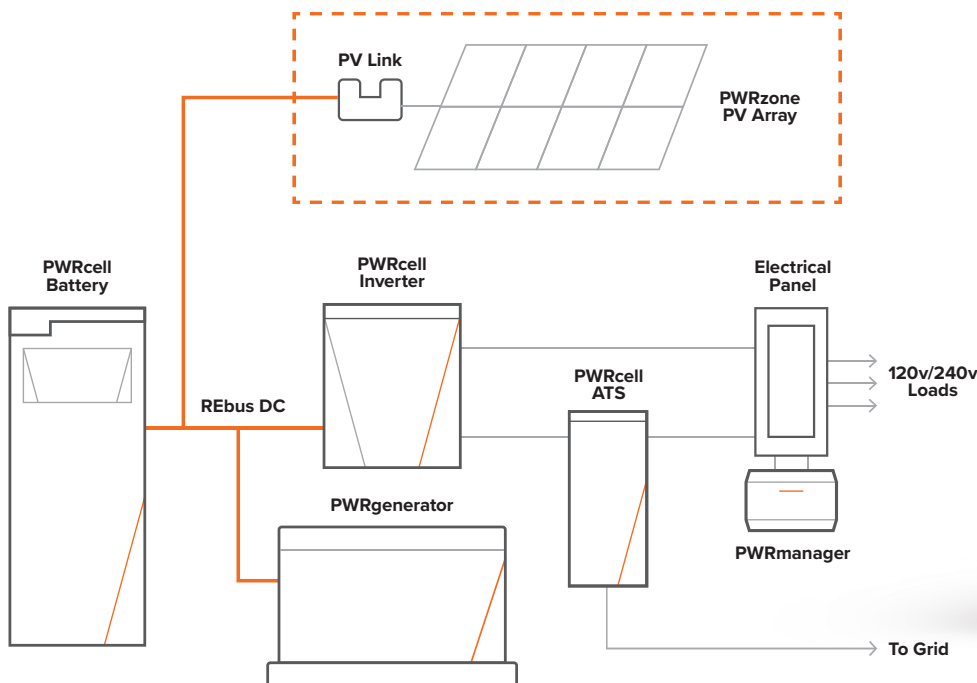 PV Link
PWRzone
PV Array
PWRcell
Battery
PWRcell
Inverter
Electrical
Panel
PWRcell
ATS
120v/240v
Loads
REbus DC
PWRgenerator
PWRmanager
To Grid